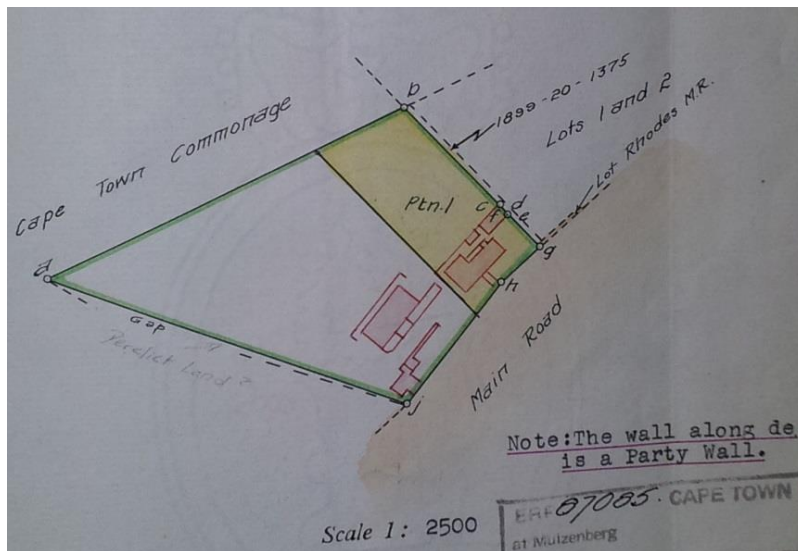 b
1899-20-1375
Lots 1 and 2
Lot Rhodes M.R.
Cape Town Commonage
Ptn.1
c d
f e
g
h
a
Gap
Derelict Land ?
Main Road
j
Note:The wall along de
is a Party Wall.
Scale 1: 2500
ERF 87085. CAPE TOWN
at Muizenberg